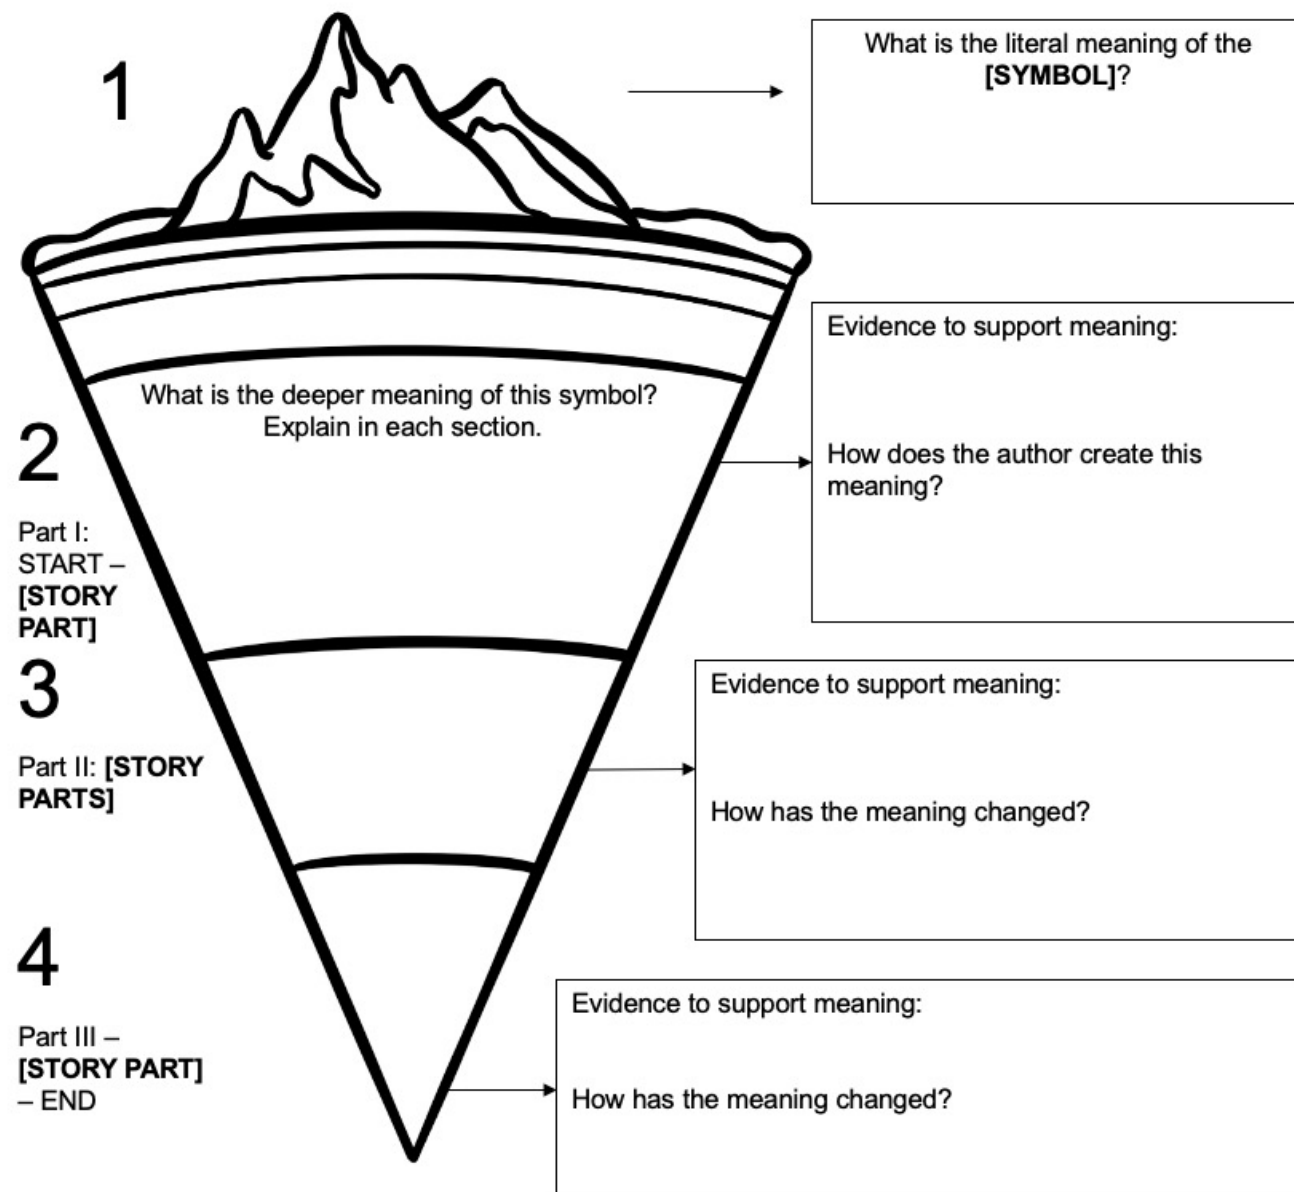 1
What is the literal meaning of the
[SYMBOL]?
What is the deeper meaning of this symbol?
Explain in each section.
2
Part I:
START –
[STORY
PART]
Evidence to support meaning:
How does the author create this
meaning?
3
Part II: [STORY
PARTS]
Evidence to support meaning:
How has the meaning changed?
4
Part III –
[STORY PART]
– END
Evidence to support meaning:
How has the meaning changed?